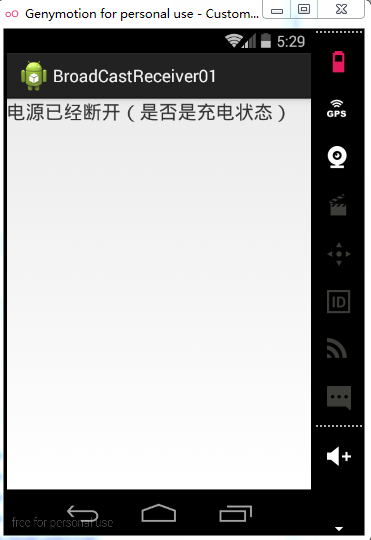 Genymotion for personal use - Custom...
5:29
BroadCastReceiver01
电源已经断开（是否是充电状态）
GPS
ID
free for personal use